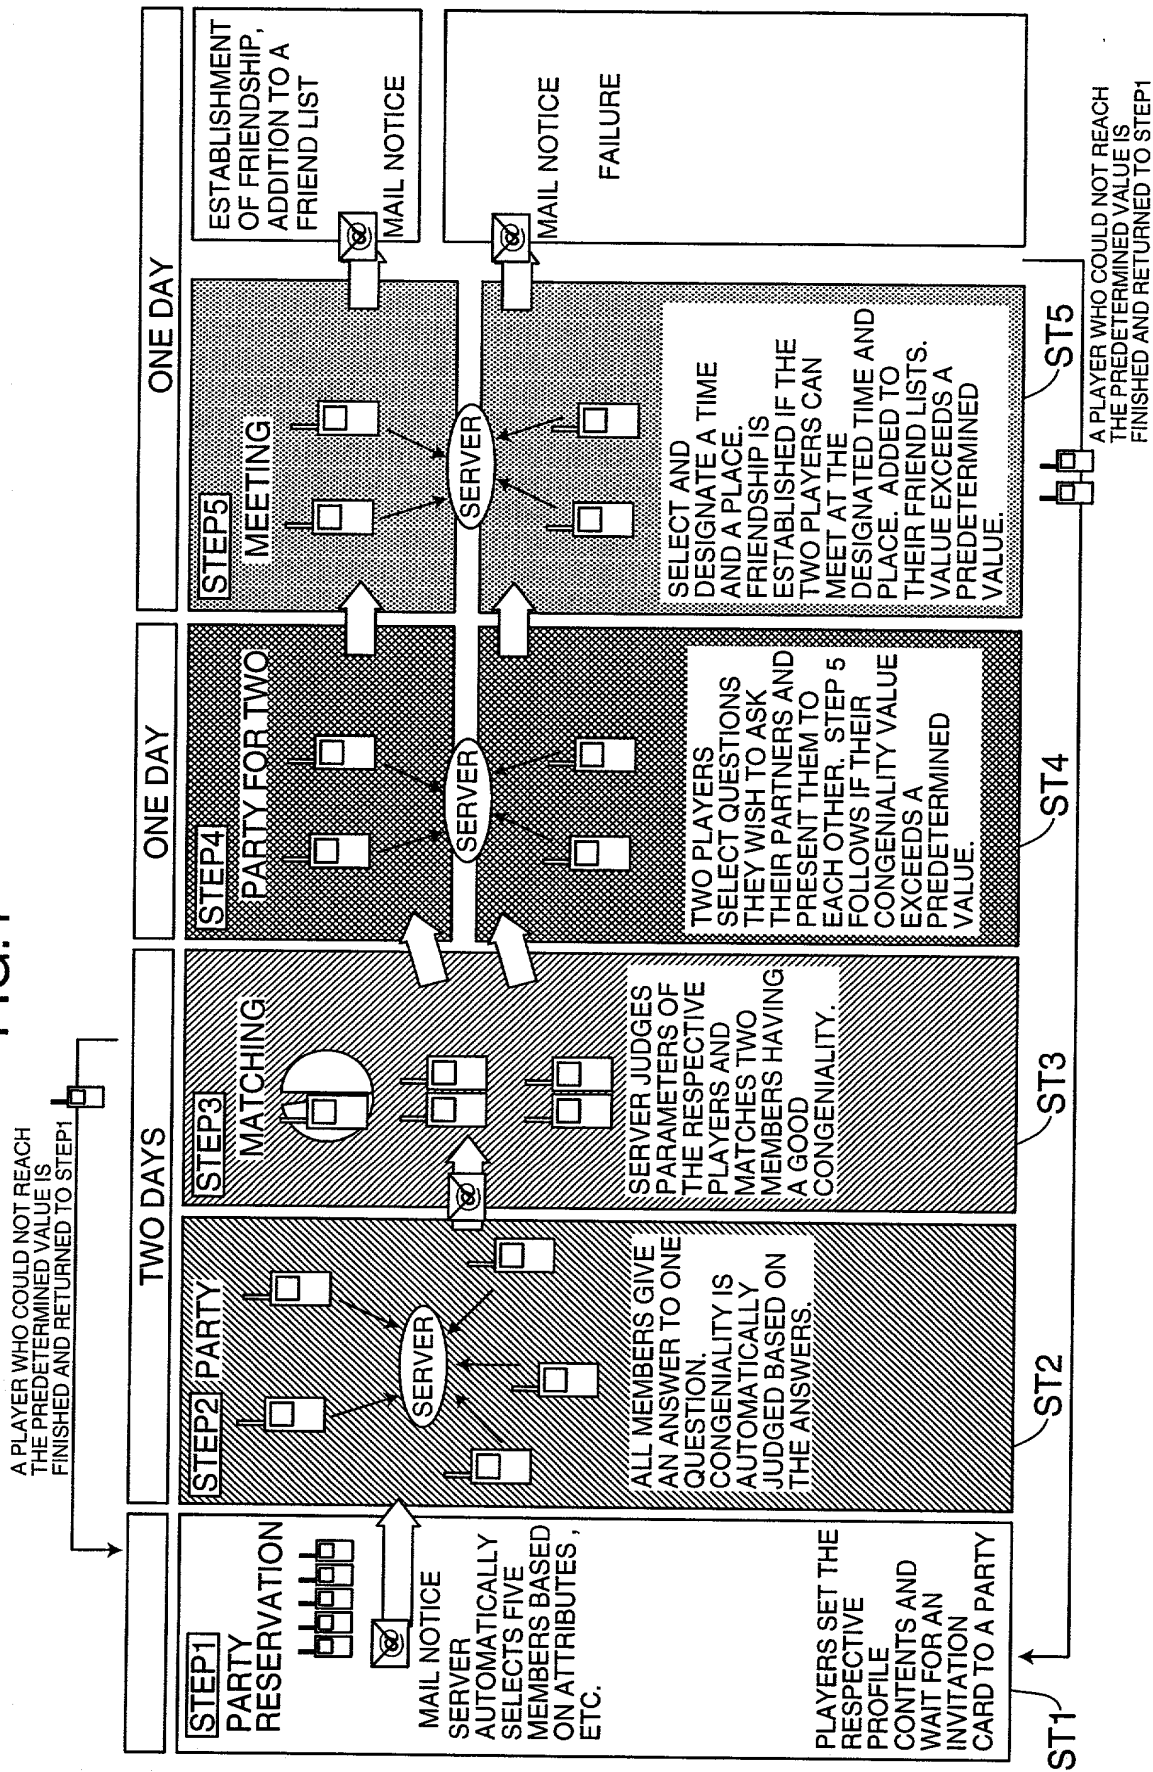 A PLAYER WHO COULD NOT REACH
THE PREDETERMINED VALUE IS
FINISHED AND RETURNED TO STEP1
TWO DAYS
ONE DAY
ONE DAY
STEP1
PARTY
RESERVATION
MAIL NOTICE
SERVER
AUTOMATICALLY
SELECTS FIVE
MEMBERS BASED
ON ATTRIBUTES,
ETC.
PLAYERS SET THE
RESPECTIVE
PROFILE
CONTENTS AND
WAIT FOR AN
INVITATION
CARD TO A PARTY
ST1
STEP2 PARTY
SERVER
ALL MEMBERS GIVE
AN ANSWER TO ONE
QUESTION.
CONGENIALITY IS
AUTOMATICALLY
JUDGED BASED ON
THE ANSWERS.
ST2
STEP3
MATCHING
SERVER JUDGES
PARAMETERS OF
THE RESPECTIVE
PLAYERS AND
MATCHES TWO
MEMBERS HAVING
A GOOD
CONGENIALITY.
ST3
STEP4
PARTY FOR TWO
SERVER
TWO PLAYERS
SELECT QUESTIONS
THEY WISH TO ASK
THEIR PARTNERS AND
PRESENT THEM TO
EACH OTHER. STEP 5
FOLLOWS IF THEIR
CONGENIALITY VALUE
EXCEEDS A
PREDETERMINED
VALUE.
ST4
STEP5
MEETING
SERVER
SELECT AND
DESIGNATE A TIME
AND A PLACE.
FRIENDSHIP IS
ESTABLISHED IF THE
TWO PLAYERS CAN
MEET AT THE
DESIGNATED TIME AND
PLACE. ADDED TO
THEIR FRIEND LISTS.
VALUE EXCEEDS A
PREDETERMINED
VALUE.
ST5
ESTABLISHMENT
OF FRIENDSHIP,
ADDITION TO A
FRIEND LIST
MAIL NOTICE
MAIL NOTICE
FAILURE
A PLAYER WHO COULD NOT REACH
THE PREDETERMINED VALUE IS
FINISHED AND RETURNED TO STEP1